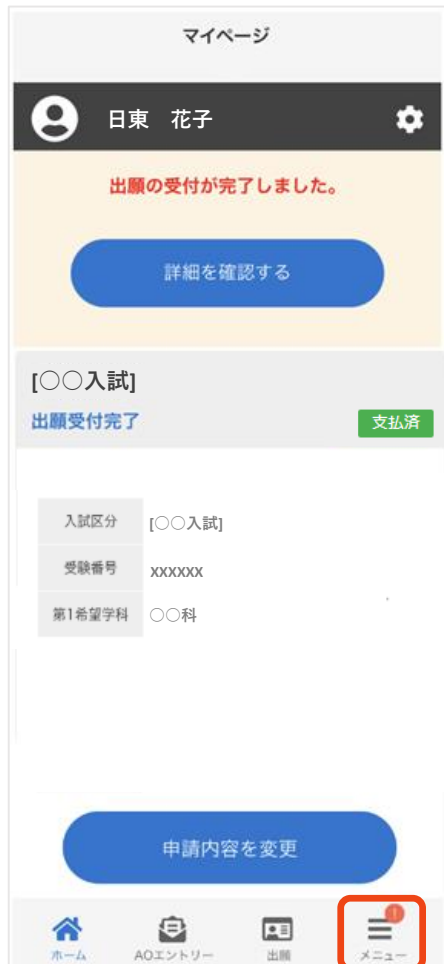 マイページ
日東 花子
出願の受付が完了しました。
詳細を確認する
[○○入試]
出願受付完了 支払済
入試区分 [○○入試]
受験番号 xxxxxx
第1希望学科 ○○科
申請内容を変更
!
ホーム AOエントリー 出願 メニュー